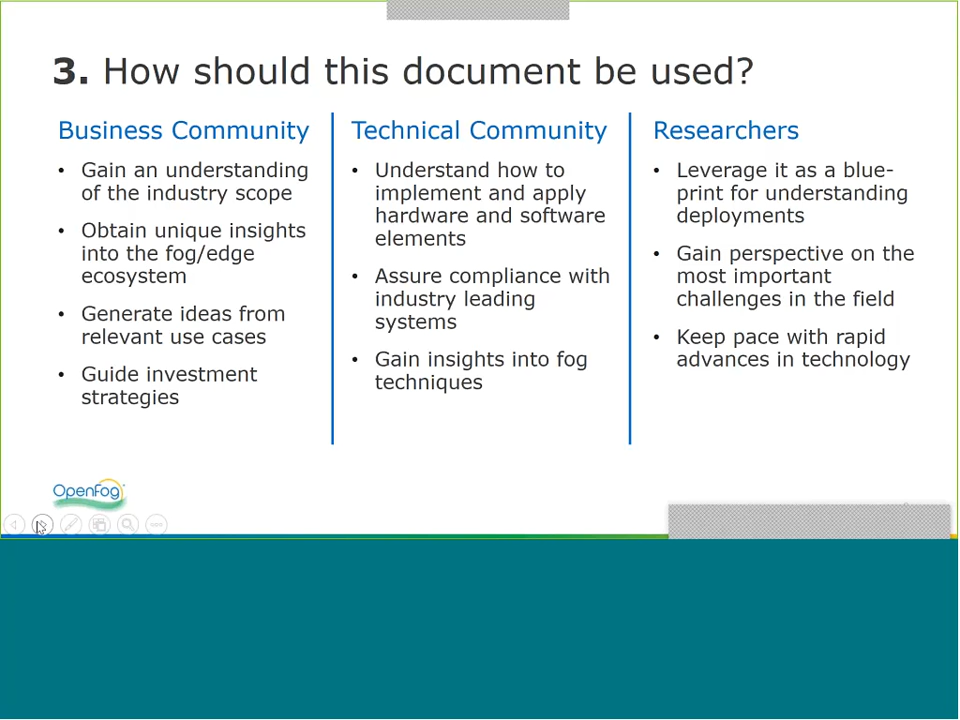 3. How should this document be used?
Business Community
• Gain an understanding
of the industry scope
• Obtain unique insights
into the fog/edge
ecosystem
• Generate ideas from
relevant use cases
• Guide investment
strategies
Technical Community
• Understand how to
implement and apply
hardware and software
elements
• Assure compliance with
industry leading
systems
• Gain insights into fog
techniques
Researchers
• Leverage it as a blue-
print for understanding
deployments
• Gain perspective on the
most important
challenges in the field
• Keep pace with rapid
advances in technology
OpenFog